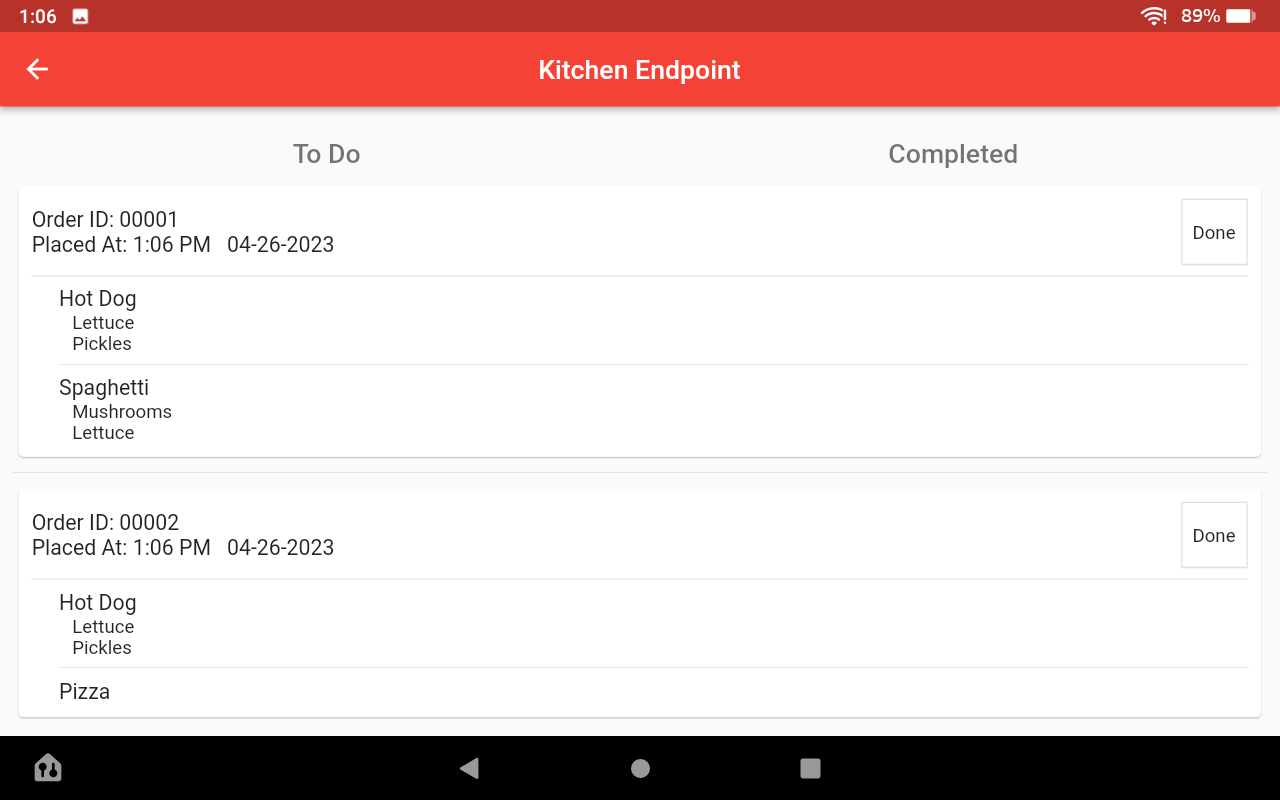 1:06 89%
Kitchen Endpoint
To Do Completed
Order ID: 00001
Placed At: 1:06 PM 04-26-2023
Done
Hot Dog
Lettuce
Pickles
Spaghetti
Mushrooms
Lettuce
Order ID: 00002
Placed At: 1:06 PM 04-26-2023
Done
Hot Dog
Lettuce
Pickles
Pizza